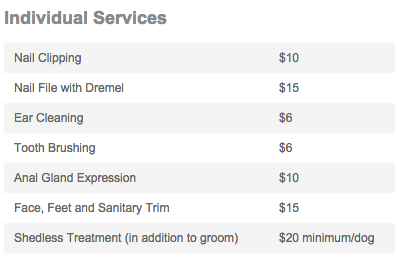 Individual Services
Nail Clipping $10
Nail File with Dremel $15
Ear Cleaning $6
Tooth Brushing $6
Anal Gland Expression $10
Face, Feet and Sanitary Trim $15
Shedless Treatment (in addition to groom) $20 minimum/dog